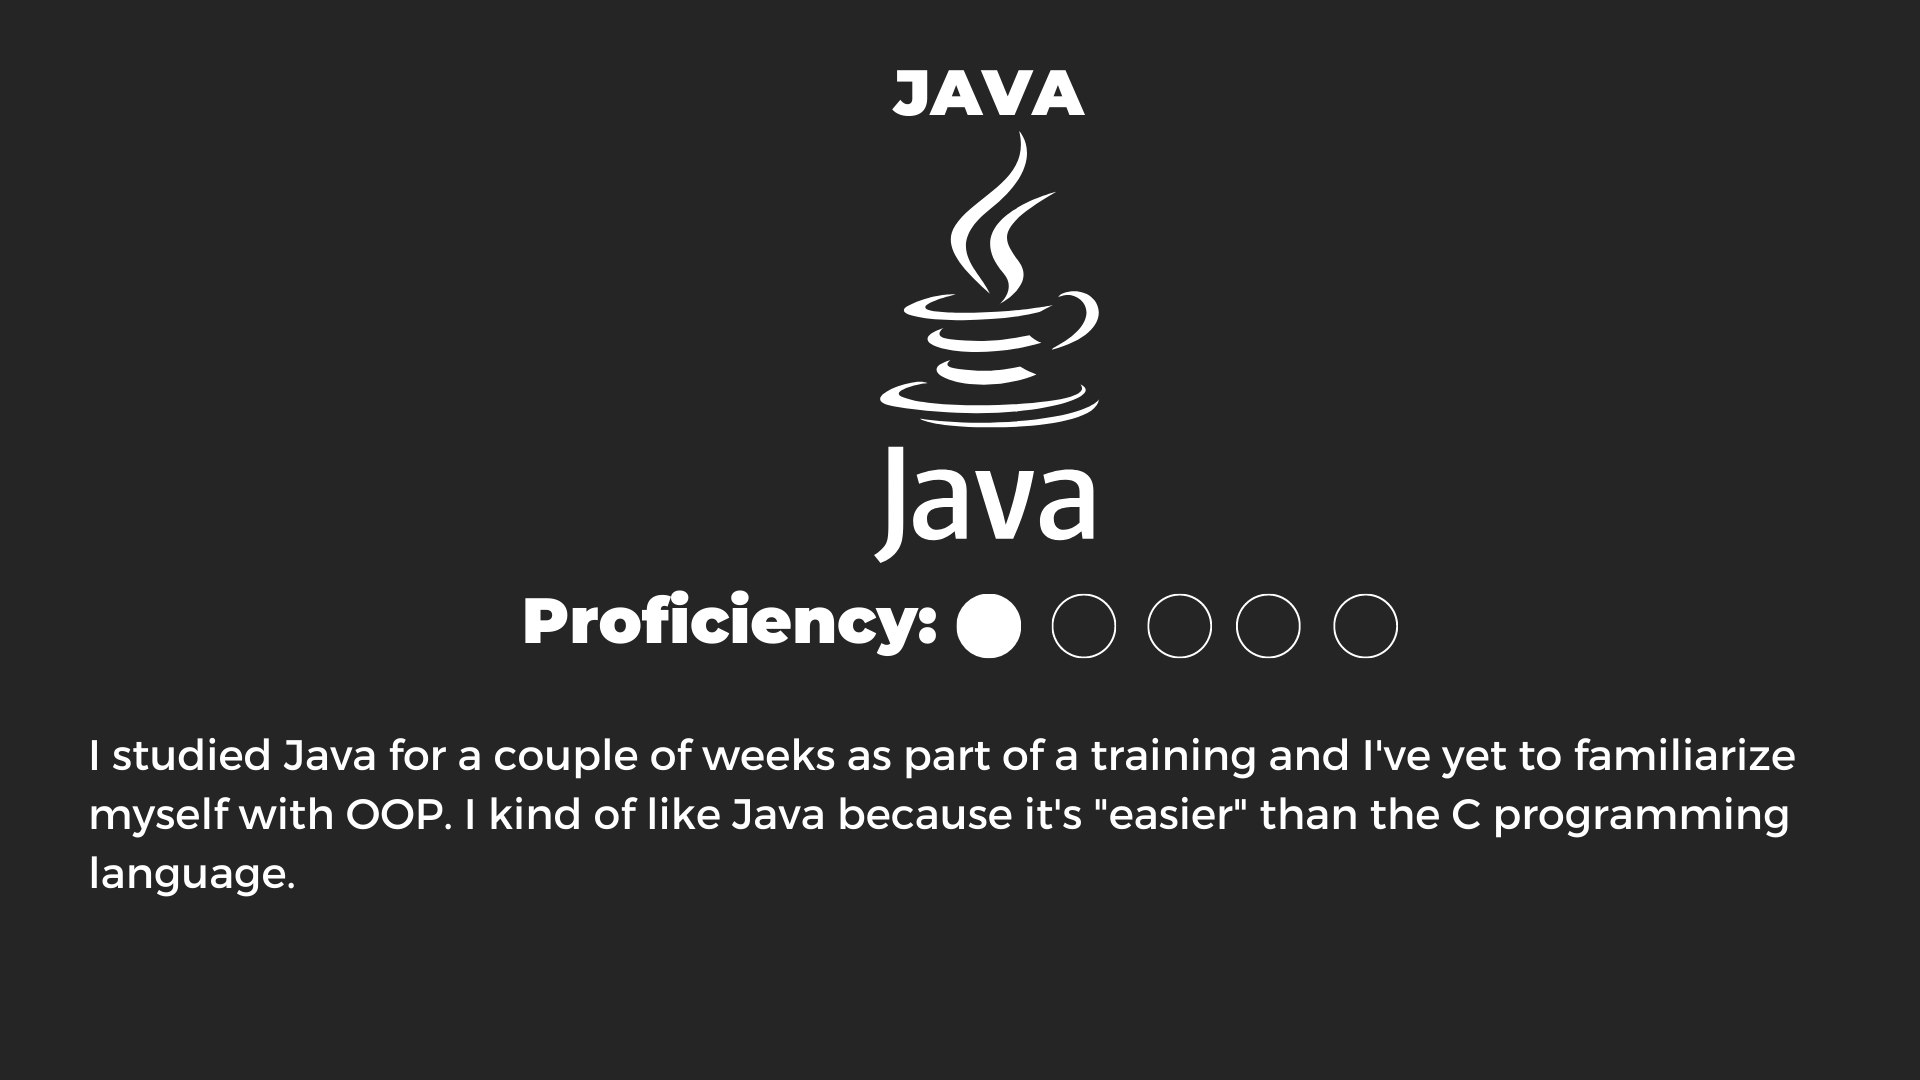 JAVA
Java
Proficiency:
I studied Java for a couple of weeks as part of a training and I've yet to familiarize
myself with OOP. I kind of like Java because it's "easier" than the C programming
language.